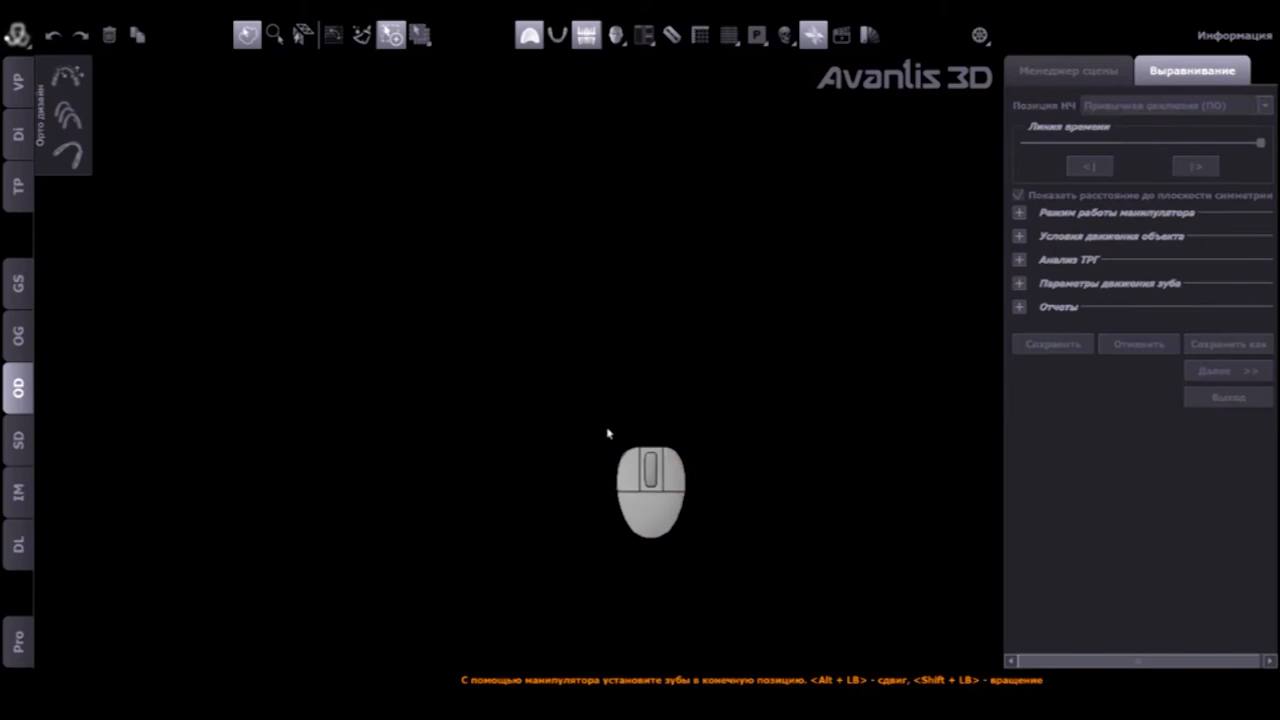 Информация
P
VP
Di
TP
GS
OG
OD
SD
IM
DL
Pro
Орто дизайн
Avantis 3D
Менеджер сцены
Выравнивание
Позиция НЧ
Привычная окклюзия (ПО)
Линия времени
<|
|>
Показать расстояние до плоскости симметрии
Режим работы манипулятора
Условия движения объекта
Анализ ТРГ
Параметры движения зуба
Отчеты
Сохранить
Отменить
Сохранить как
Далее >>
Выход
С помощью манипулятора установите зубы в конечную позицию. <Alt + LB> - сдвиг, <Shift + LB> - вращение